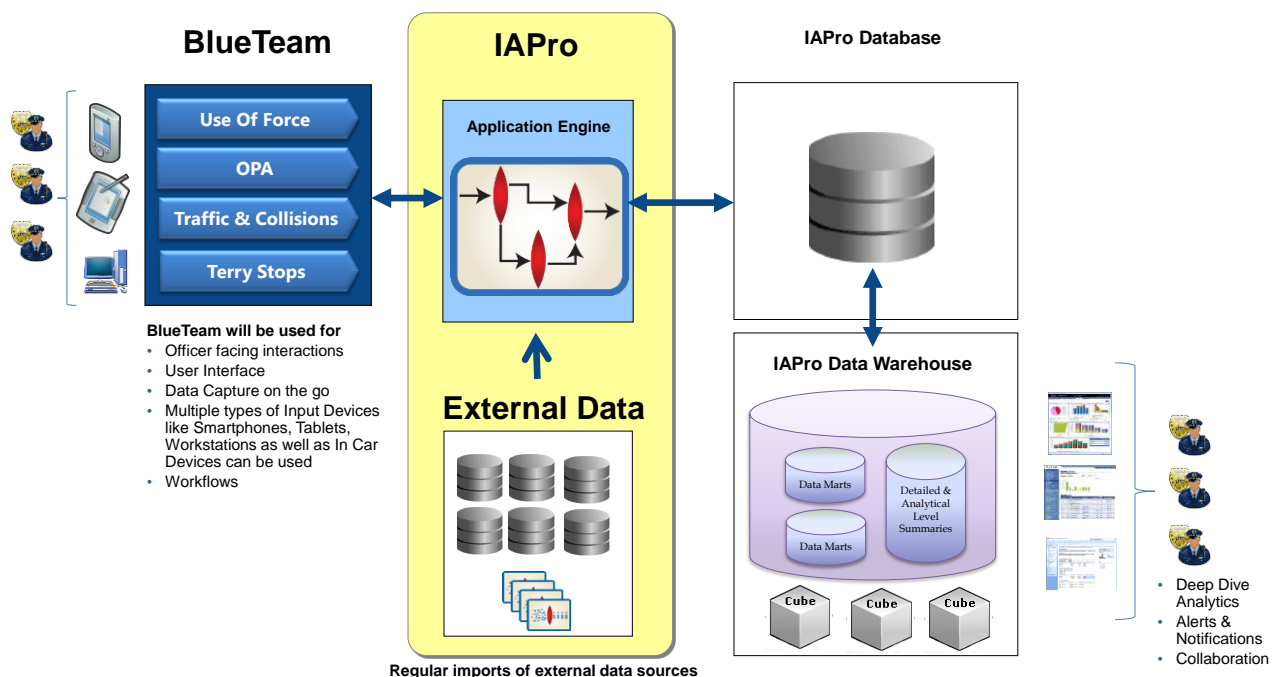 BlueTeam
Use Of Force
OPA
Traffic & Collisions
Terry Stops
BlueTeam will be used for
• Officer facing interactions
• User Interface
• Data Capture on the go
• Multiple types of Input Devices
like Smartphones, Tablets,
Workstations as well as In Car
Devices can be used
• Workflows
IAPro
Application Engine
External Data
Regular imports of external data sources
IAPro Database
IAPro Data Warehouse
Data Marts
Data Marts
Detailed &
Analytical
Level
Summaries
Cube
Cube
Cube
• Deep Dive
Analytics
• Alerts &
Notifications
• Collaboration